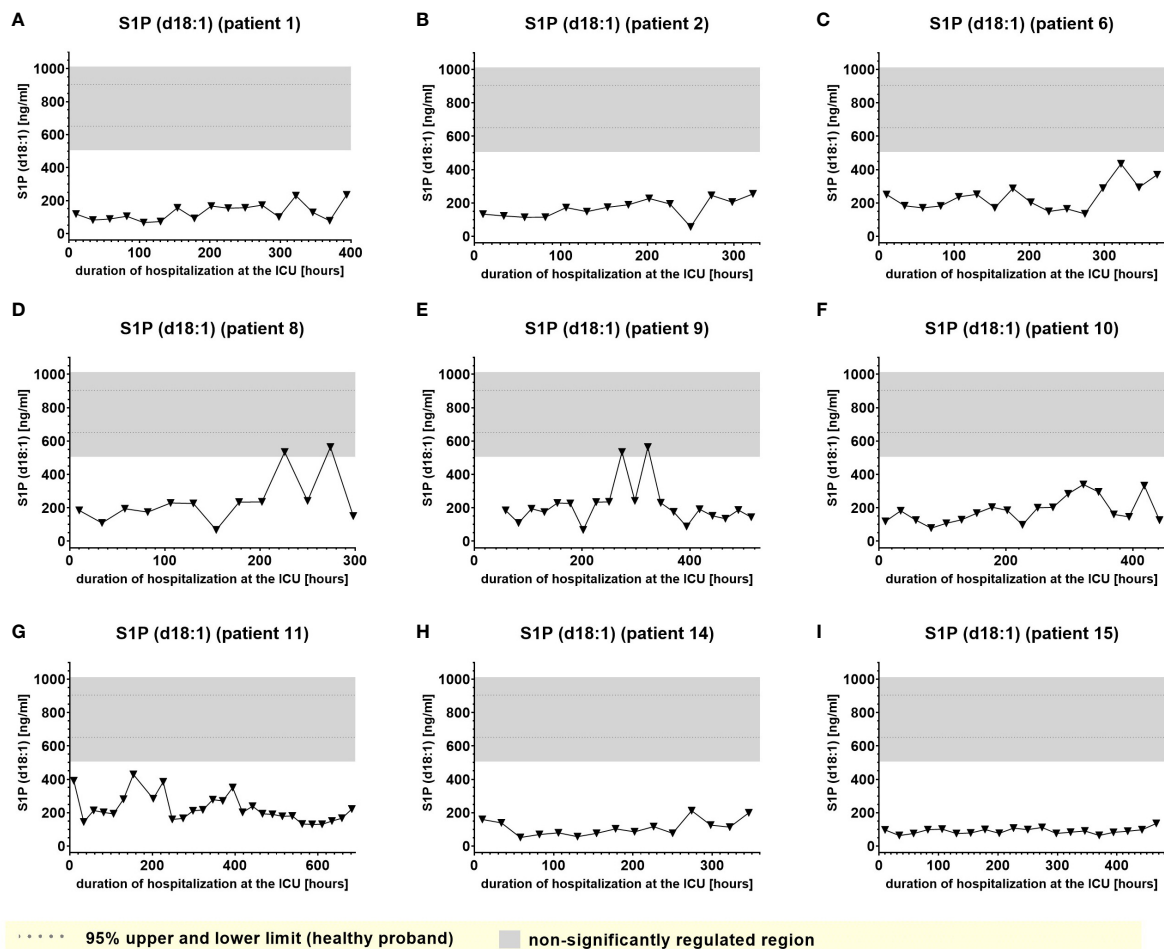 A
S1P (d18:1) (patient 1)
S1P (d18:1) [ng/ml]
1000
800
600
400
200
0
0 100 200 300 400
duration of hospitalization at the ICU [hours]
B
S1P (d18:1) (patient 2)
S1P (d18:1) [ng/ml]
1000
800
600
400
200
0
0 100 200 300
duration of hospitalization at the ICU [hours]
C
S1P (d18:1) (patient 6)
S1P (d18:1) [ng/ml]
1000
800
600
400
200
0
0 100 200 300
duration of hospitalization at the ICU [hours]
D
S1P (d18:1) (patient 8)
S1P (d18:1) [ng/ml]
1000
800
600
400
200
0
0 100 200 300
duration of hospitalization at the ICU [hours]
E
S1P (d18:1) (patient 9)
S1P (d18:1) [ng/ml]
1000
800
600
400
200
0
0 200 400
duration of hospitalization at the ICU [hours]
F
S1P (d18:1) (patient 10)
S1P (d18:1) [ng/ml]
1000
800
600
400
200
0
0 200 400
duration of hospitalization at the ICU [hours]
G
S1P (d18:1) (patient 11)
S1P (d18:1) [ng/ml]
1000
800
600
400
200
0
0 200 400 600
duration of hospitalization at the ICU [hours]
H
S1P (d18:1) (patient 14)
S1P (d18:1) [ng/ml]
1000
800
600
400
200
0
0 100 200 300
duration of hospitalization at the ICU [hours]
I
S1P (d18:1) (patient 15)
S1P (d18:1) [ng/ml]
1000
800
600
400
200
0
0 100 200 300 400
duration of hospitalization at the ICU [hours]
95% upper and lower limit (healthy proband)
non-significantly regulated region